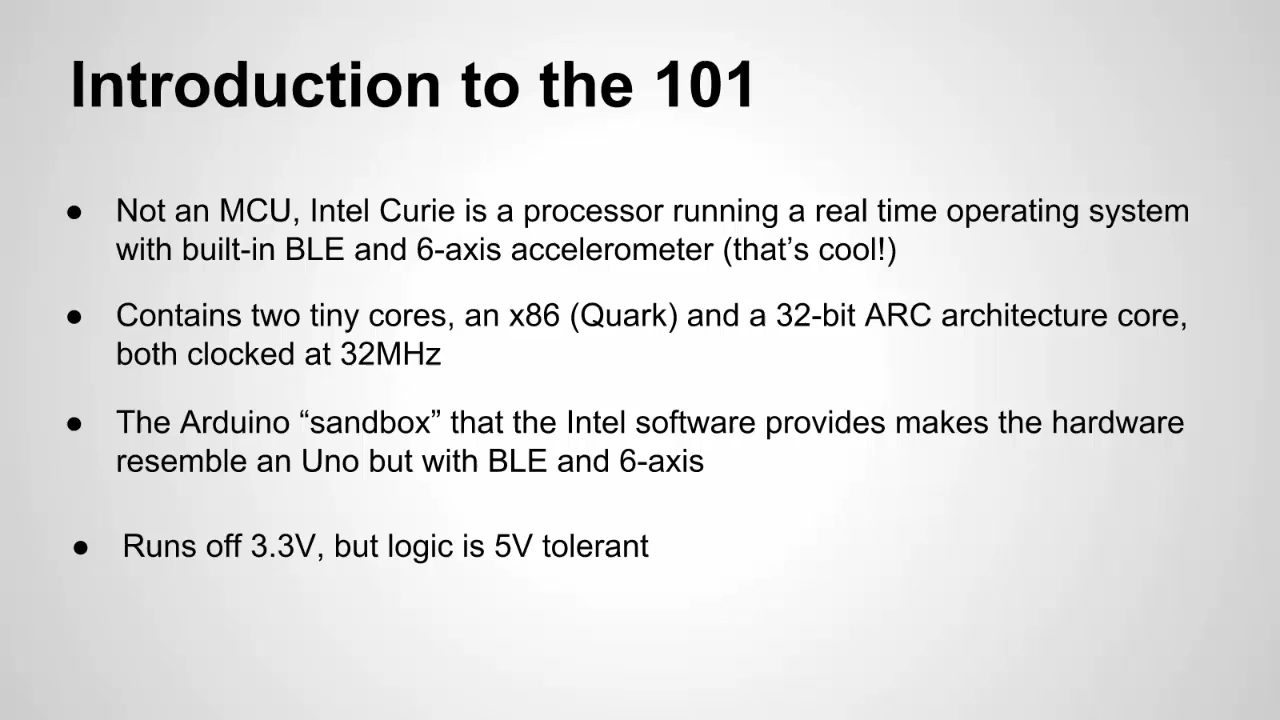 Introduction to the 101
● Not an MCU, Intel Curie is a processor running a real time operating system
with built-in BLE and 6-axis accelerometer (that’s cool!)
● Contains two tiny cores, an x86 (Quark) and a 32-bit ARC architecture core,
both clocked at 32MHz
● The Arduino “sandbox” that the Intel software provides makes the hardware
resemble an Uno but with BLE and 6-axis
● Runs off 3.3V, but logic is 5V tolerant